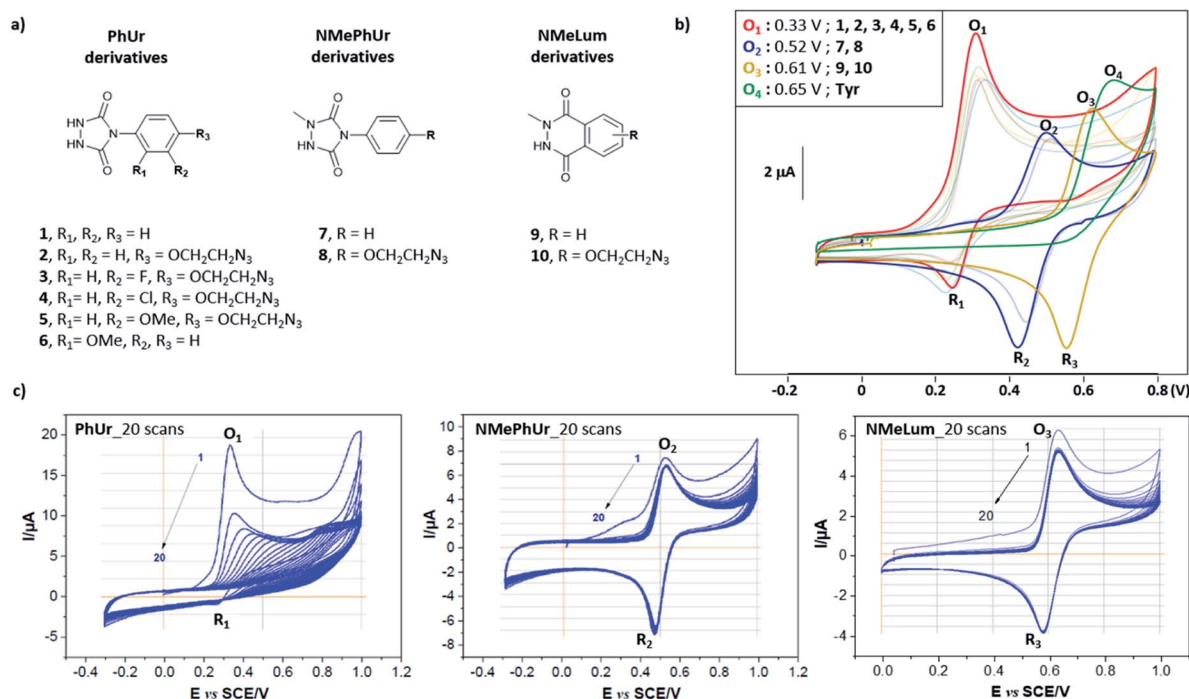 a)
PhUr
derivatives
NMePhUr
derivatives
NMeLum
derivatives
O
HN
HN
N
R₃
O
R₁
R₂
O
N
HN
N
R
O
O
N
HN
R
O
1, R₁, R₂, R₃ = H
2, R₁, R₂ = H, R₃ = OCH₂CH₂N₃
3, R₁= H, R₂ = F, R₃ = OCH₂CH₂N₃
4, R₁= H, R₂ = Cl, R₃ = OCH₂CH₂N₃
5, R₁= H, R₂ = OMe, R₃ = OCH₂CH₂N₃
6, R₁= OMe, R₂, R₃ = H
7, R = H
8, R = OCH₂CH₂N₃
9, R = H
10, R = OCH₂CH₂N₃
b)
O₁ : 0.33 V ; 1, 2, 3, 4, 5, 6
O₂ : 0.52 V ; 7, 8
O₃ : 0.61 V ; 9, 10
O₄ : 0.65 V ; Tyr
O₁
O₂
O₃
O₄
2 μA
R₁
R₂
R₃
-0.2 0 0.2 0.4 0.6 0.8 (V)
c)
PhUr_20 scans
O₁
1
20
R₁
I/μA
20
15
10
5
0
-5
-0.4 -0.2 0.0 0.2 0.4 0.6 0.8 1.0 1.2
E vs SCE/V
NMePhUr_20 scans
O₂
1
20
R₂
I/μA
10
8
6
4
2
0
-2
-4
-6
-8
-0.4 -0.2 0.0 0.2 0.4 0.6 0.8 1.0 1.2
E vs SCE/V
NMeLum_20 scans
O₃
1
20
R₃
I/μA
6
4
2
0
-2
-4
0.0 0.2 0.4 0.6 0.8 1.0 1.2
E vs SCE/V